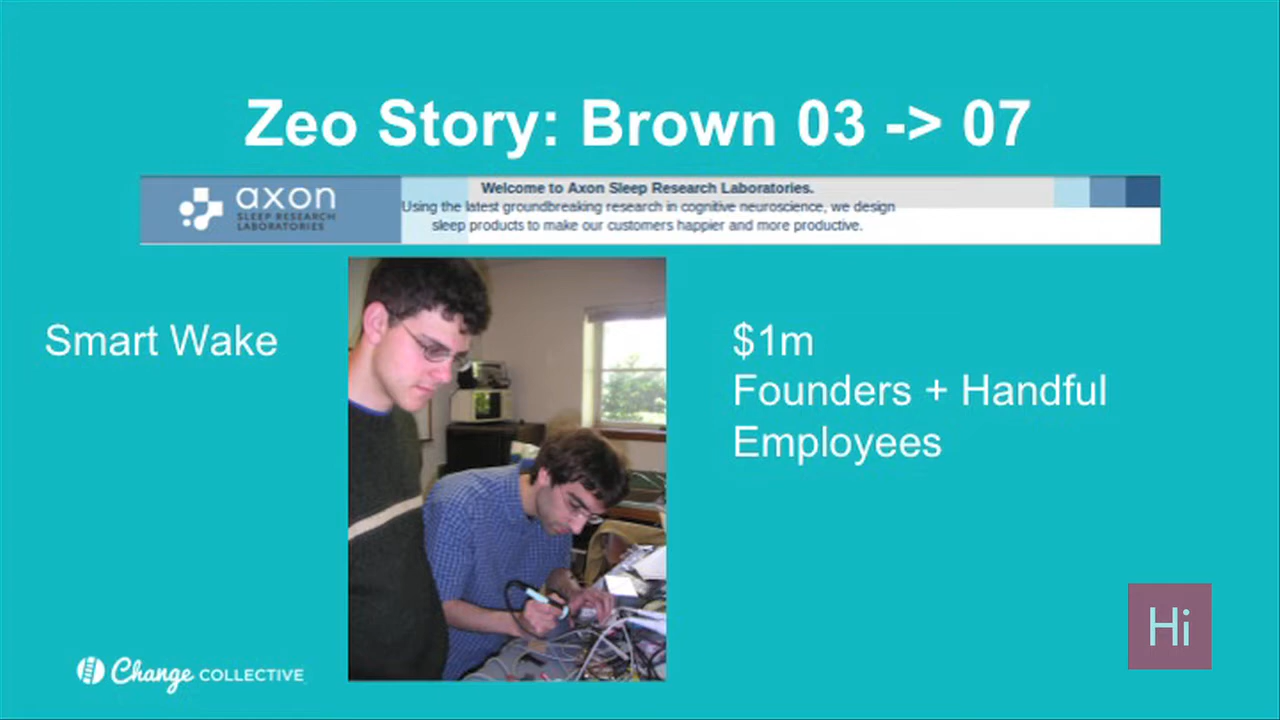 Zeo Story: Brown 03 -> 07
axon
SLEEP RESEARCH
LABORATORIES
Welcome to Axon Sleep Research Laboratories.
Using the latest groundbreaking research in cognitive neuroscience, we design
sleep products to make our customers happier and more productive.
Smart Wake
$1m
Founders + Handful
Employees
Change COLLECTIVE
Hi